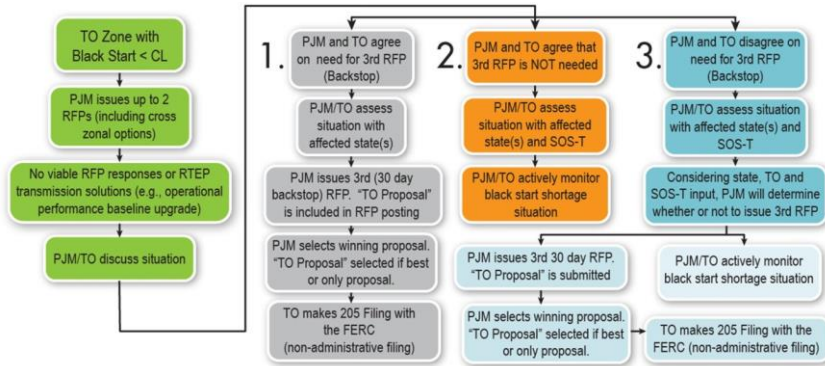 TO Zone with
Black Start < CL
PJM issues up to 2
RFPs (including cross
zonal options)
No viable RFP responses or RTEP
transmission solutions (e.g., operational
performance baseline upgrade)
PJM/TO discuss situation
1.
PJM and TO agree
on need for 3rd RFP
(Backstop)
PJM/TO assess
situation with
affected state(s)
PJM issues 3rd (30 day
backstop) RFP. “TO Proposal”
is included in RFP posting
PJM selects winning proposal.
“TO Proposal” selected if best
or only proposal.
TO makes 205 Filing with
the FERC
(non-administrative filing)
2.
PJM and TO agree that
3rd RFP is NOT needed
PJM/TO assess
situation with affected
state(s) and SOS-T
PJM/TO actively monitor
black start shortage
situation
3.
PJM and TO disagree on
need for 3rd RFP
(Backstop)
PJM/TO assess situation
with affected state(s) and
SOS-T
Considering state, TO and
SOS-T input, PJM will determine
whether or not to issue 3rd RFP
PJM issues 3rd 30 day RFP.
“TO Proposal” is submitted
PJM selects winning proposal.
“TO Proposal” selected if best
or only proposal.
TO makes 205 Filing with the
FERC (non-administrative filing)
PJM/TO actively monitor
black start shortage situation